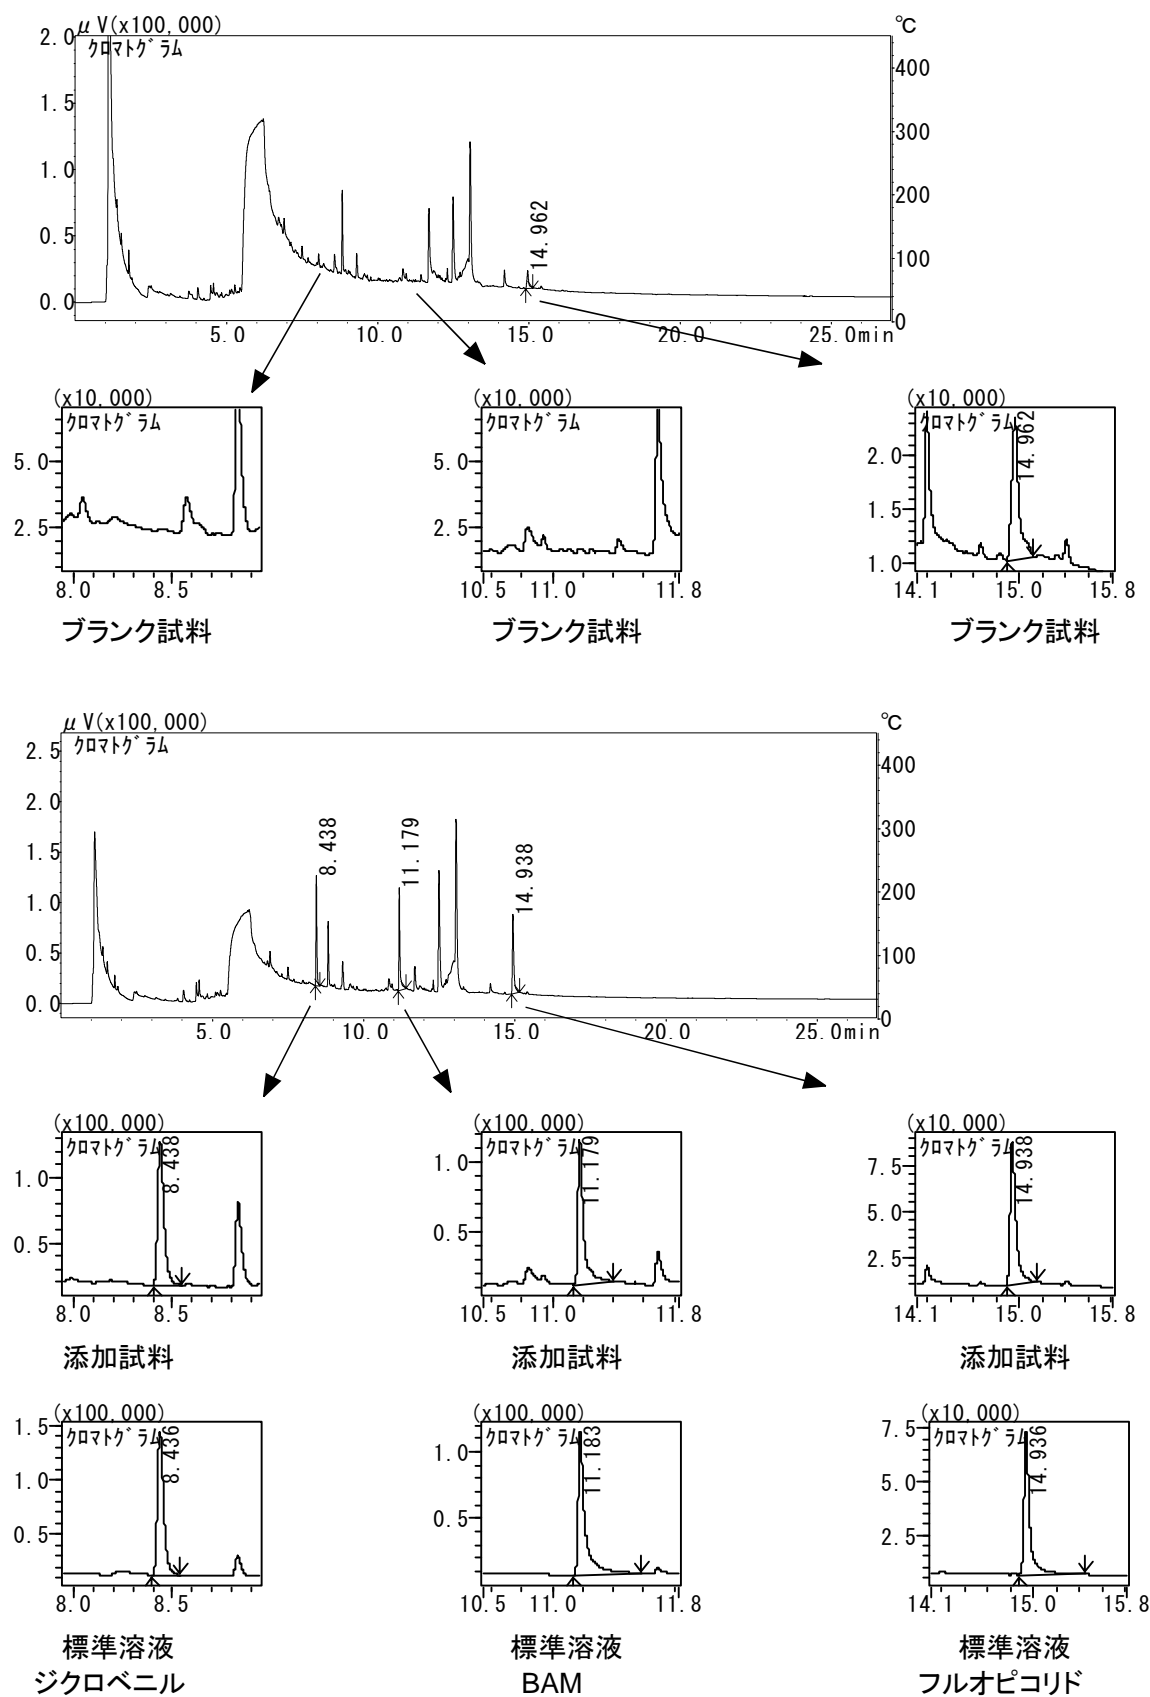 μV(x100,000)
℃
クロマトグラム
2.0
1.5
1.0
0.5
0.0
400
300
200
100
0
14.962
5.0
10.0
15.0
20.0
25.0min
(x10,000)
クロマトグラム
5.0
2.5
8.0 8.5
ブランク試料
(x10,000)
クロマトグラム
5.0
2.5
10.5 11.0 11.8
ブランク試料
(x10,000)
クロマトグラム
14.962
2.0
1.5
1.0
14.1 15.0 15.8
ブランク試料
μV(x100,000)
℃
クロマトグラム
2.5
2.0
1.5
1.0
0.5
0.0
400
300
200
100
0
8.438
11.179
14.938
5.0
10.0
15.0
20.0
25.0min
(x100,000)
クロマトグラム
8.438
1.0
0.5
8.0 8.5
添加試料
(x100,000)
クロマトグラム
11.179
1.0
0.5
10.5 11.0 11.8
添加試料
(x10,000)
クロマトグラム
14.938
7.5
5.0
2.5
14.1 15.0 15.8
添加試料
(x100,000)
クロマトグラム
8.436
1.5
1.0
0.5
8.0 8.5
標準溶液
ジクロベニル
(x100,000)
クロマトグラム
11.183
1.0
0.5
10.5 11.0 11.8
標準溶液
BAM
(x10,000)
クロマトグラム
14.936
7.5
5.0
2.5
14.1 15.0 15.8
標準溶液
フルオピコリド